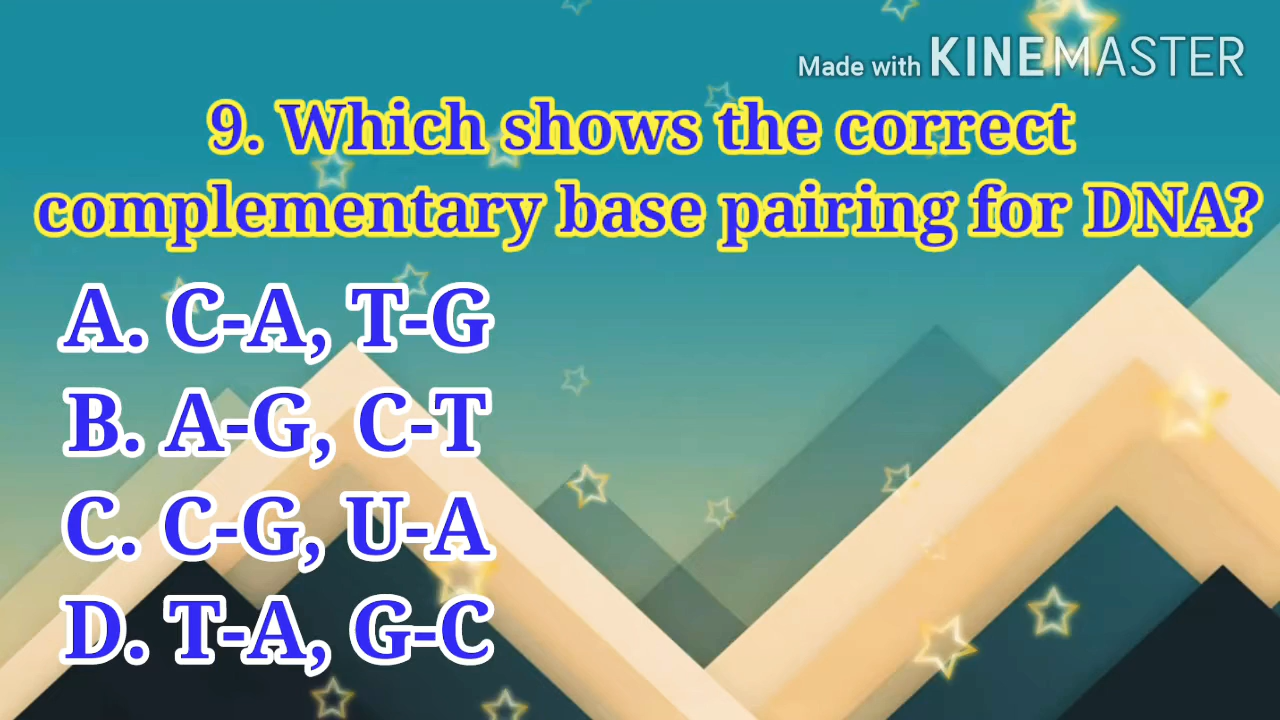 Made with KINEMASTER
9. Which shows the correct
complementary base pairing for DNA?
A. C-A, T-G
B. A-G, C-T
C. C-G, U-A
D. T-A, G-C